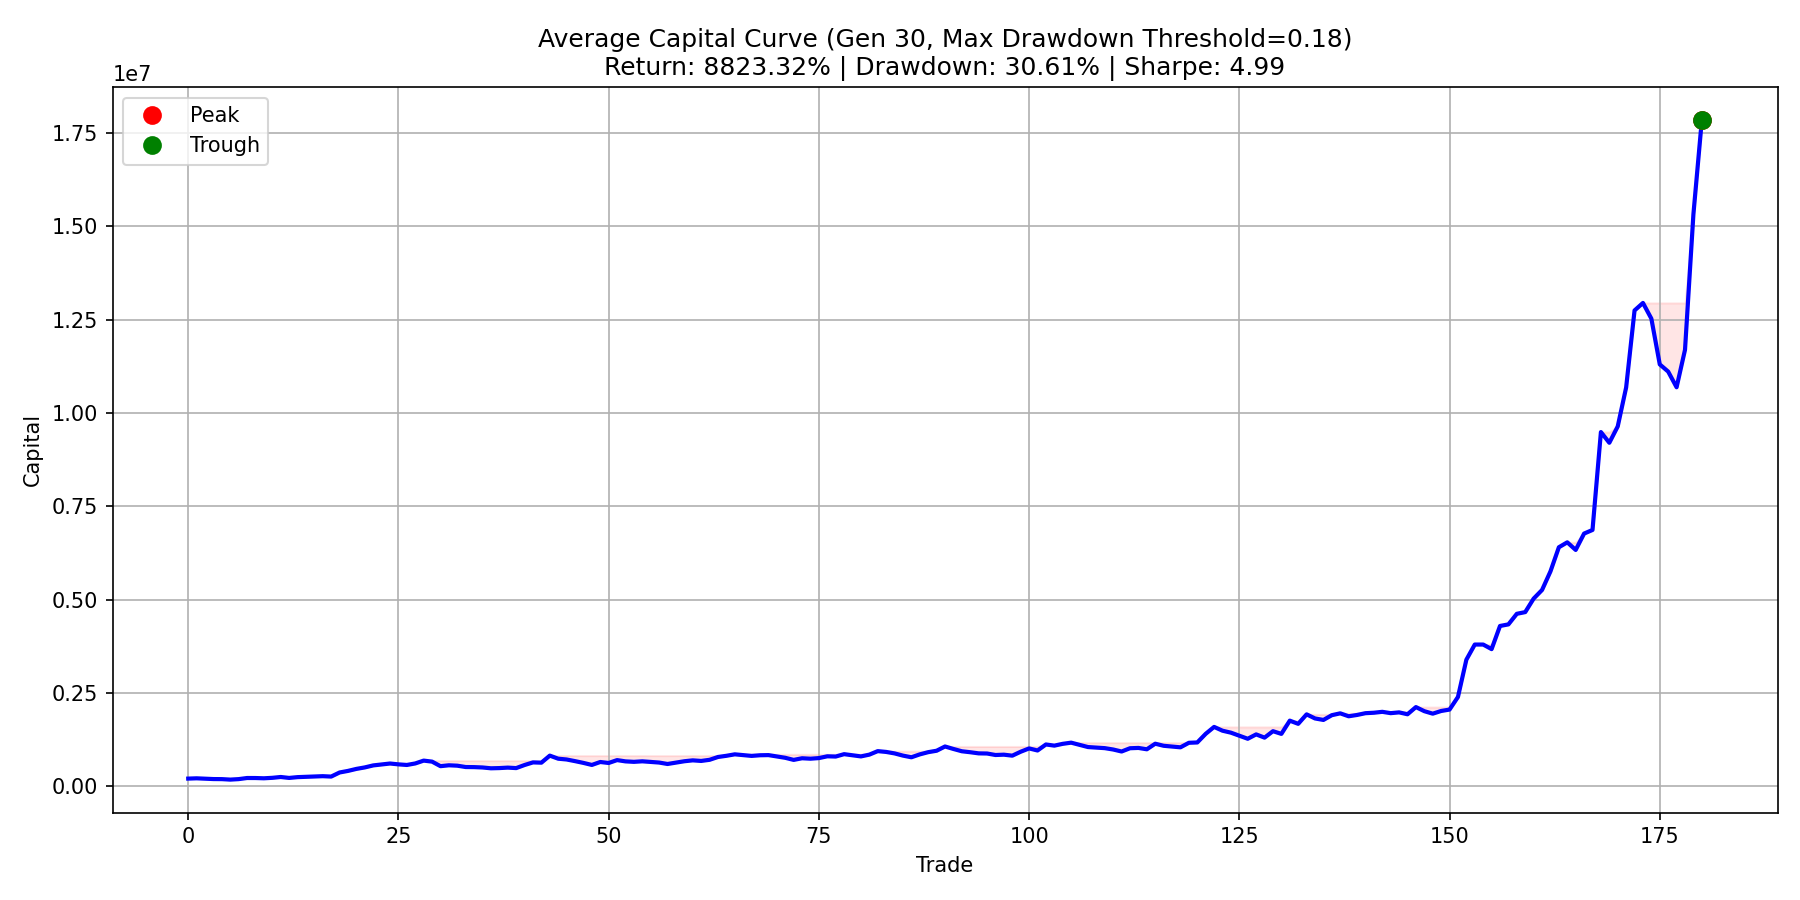 Average Capital Curve (Gen 30, Max Drawdown Threshold=0.18)
Return: 8823.32% | Drawdown: 30.61% | Sharpe: 4.99
1e7
Peak
Trough
1.75
1.50
1.25
1.00
0.75
0.50
0.25
0.00
Capital
0 25 50 75 100 125 150 175
Trade